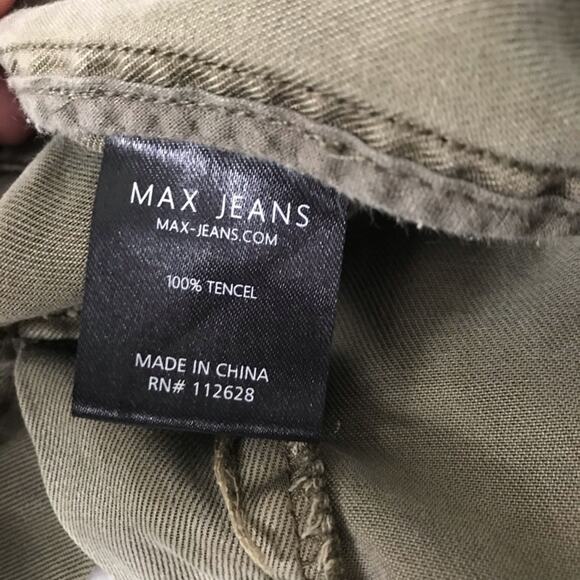 MAX JEANS
MAX-JEANS.COM
100% TENCEL
MADE IN CHINA
RN# 112628